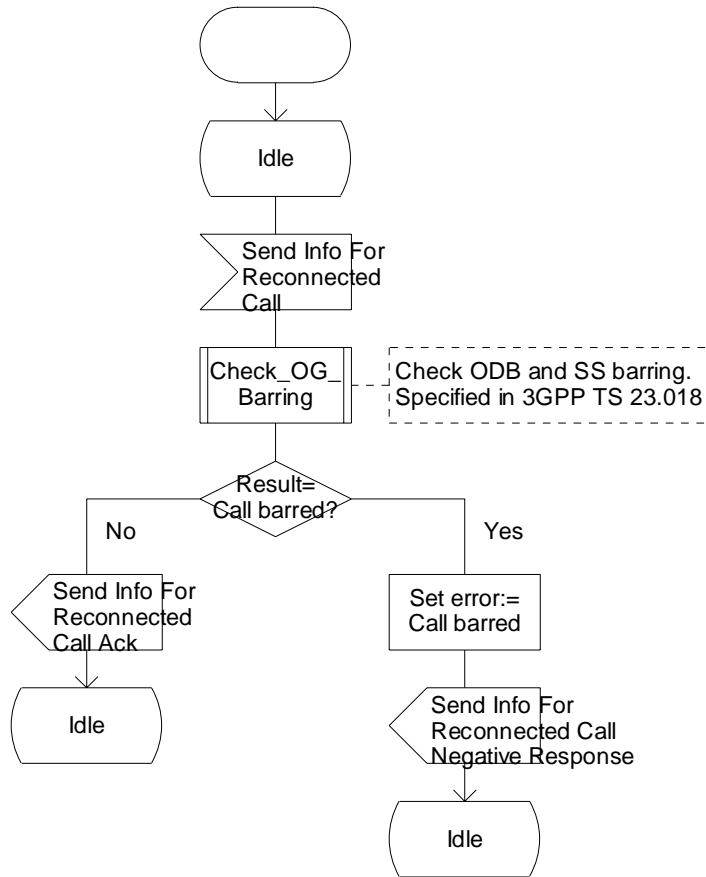 Idle
Send Info For
Reconnected
Call
Check_OG_
Barring
Check ODB and SS barring.
Specified in 3GPP TS 23.018
Result=
Call barred?
No
Yes
Send Info For
Reconnected
Call Ack
Set error:=
Call barred
Idle
Send Info For
Reconnected Call
Negative Response
Idle